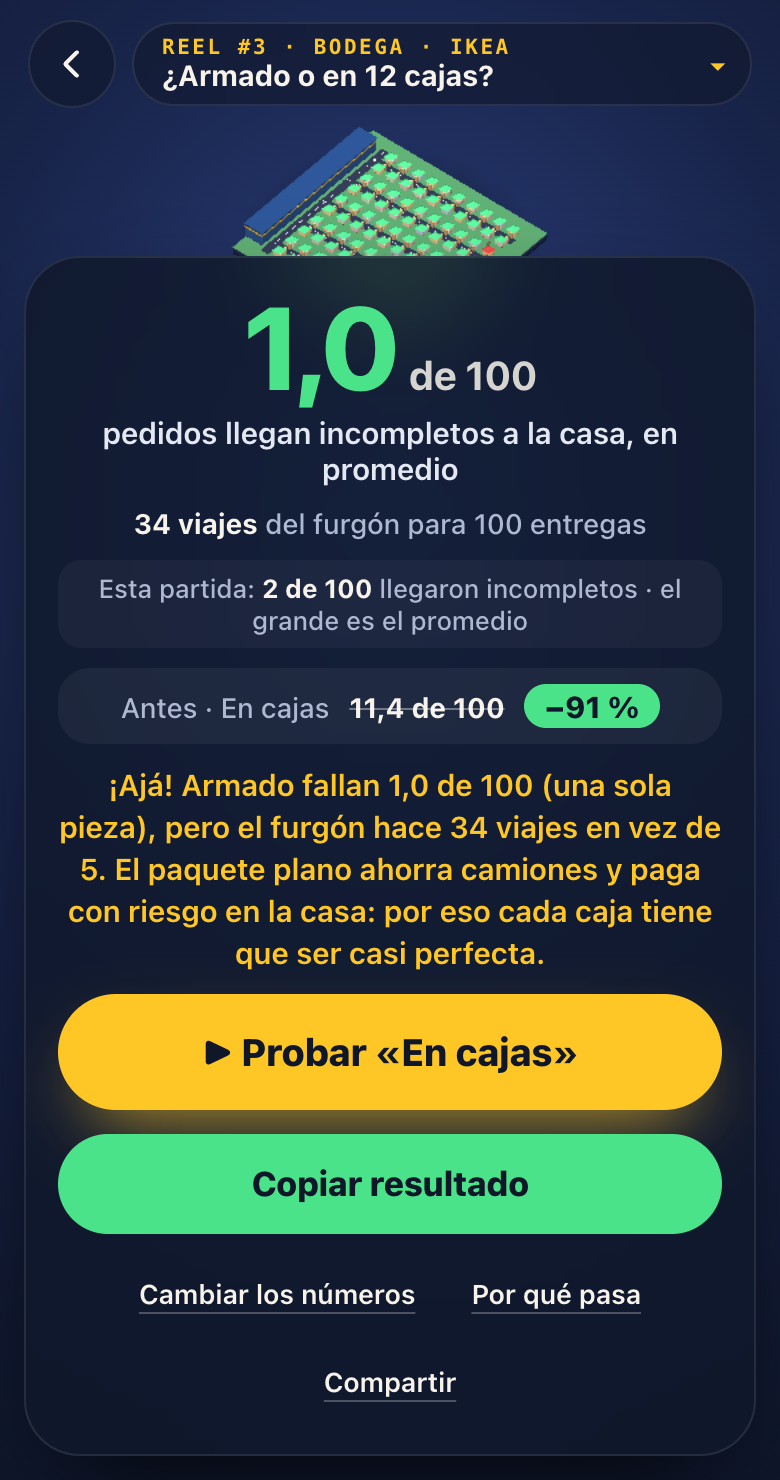 REEL #3 · BODEGA · IKEA
¿Armado o en 12 cajas?
1,0 de 100
pedidos llegan incompletos a la casa, en
promedio
34 viajes del furgón para 100 entregas
Esta partida: 2 de 100 llegaron incompletos · el
grande es el promedio
Antes · En cajas 11,4 de 100 −91 %
¡Ajá! Armado fallan 1,0 de 100 (una sola
pieza), pero el furgón hace 34 viajes en vez de
5. El paquete plano ahorra camiones y paga
con riesgo en la casa: por eso cada caja tiene
que ser casi perfecta.
Probar «En cajas»
Copiar resultado
Cambiar los números Por qué pasa
Compartir